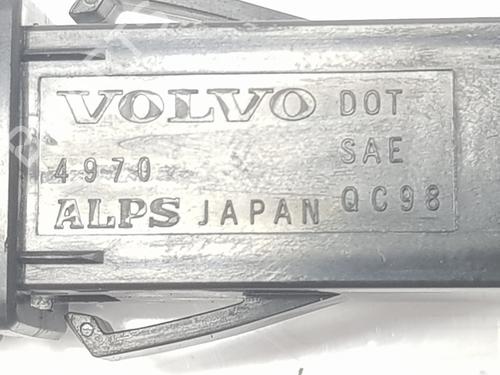 VOLVO DOT
4970 SAE
ALPS JAPAN QC98